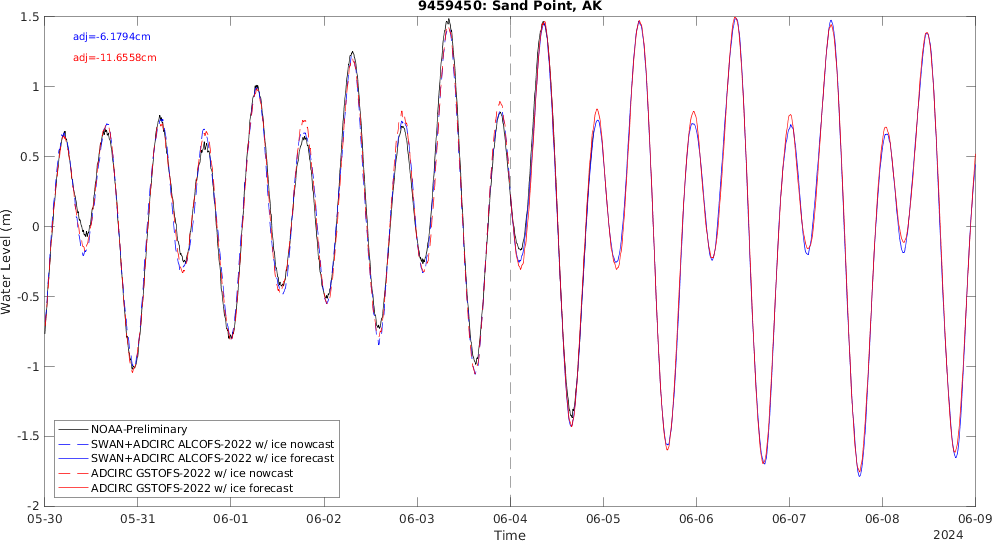 9459450: Sand Point, AK
adj=-6.1794cm
adj=-11.6558cm
1.5
1
0.5
0
-0.5
-1
-1.5
-2
Water Level (m)
NOAA-Preliminary
SWAN+ADCIRC ALCOFS-2022 w/ ice nowcast
SWAN+ADCIRC ALCOFS-2022 w/ ice forecast
ADCIRC GSTOFS-2022 w/ ice nowcast
ADCIRC GSTOFS-2022 w/ ice forecast
05-30 05-31 06-01 06-02 06-03 06-04 06-05 06-06 06-07 06-08 06-09
Time
2024